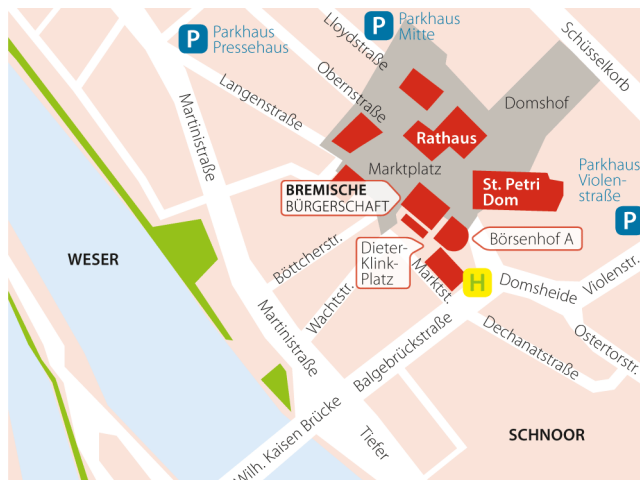 P
Parkhaus
Pressehaus
P
Parkhaus
Mitte
Lloydstraße
Obernstraße
Langenstraße
Martinistraße
Schüsselkorb
Domshof
Rathaus
Marktplatz
Parkhaus
Violen-
straße
P
BREMISCHE
BÜRGERSCHAFT
St. Petri
Dom
Börsenhof A
Dieter-
Klink-
Platz
Böttcherstr.
Wachtstr.
Marktst.
H
Domsheide
Violenstr.
Ostertorstr.
Dechanatstraße
WESER
Martinistraße
Balgebrückstraße
Wilh. Kaisen Brücke
Tiefer
SCHNOOR